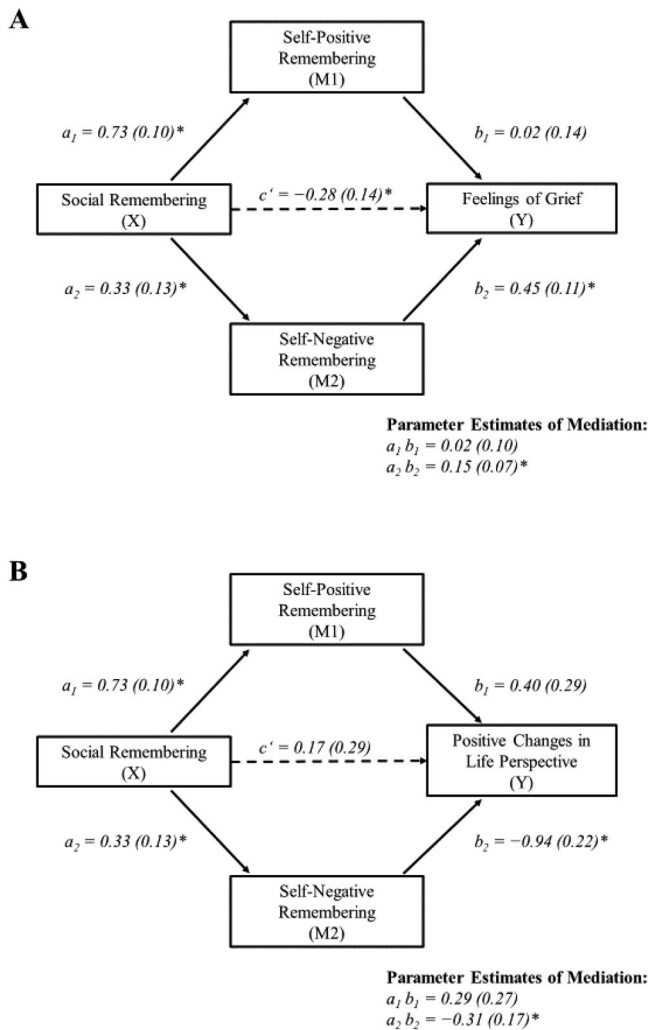 A
Self-Positive
Remembering
(M1)
a₁ = 0.73 (0.10)*
b₁ = 0.02 (0.14)
Social Remembering
(X)
c‘ = −0.28 (0.14)*
Feelings of Grief
(Y)
a₂ = 0.33 (0.13)*
b₂ = 0.45 (0.11)*
Self-Negative
Remembering
(M2)
Parameter Estimates of Mediation:
a₁ b₁ = 0.02 (0.10)
a₂ b₂ = 0.15 (0.07)*
B
Self-Positive
Remembering
(M1)
a₁ = 0.73 (0.10)*
b₁ = 0.40 (0.29)
Social Remembering
(X)
c‘ = 0.17 (0.29)
Positive Changes in
Life Perspective
(Y)
a₂ = 0.33 (0.13)*
b₂ = −0.94 (0.22)*
Self-Negative
Remembering
(M2)
Parameter Estimates of Mediation:
a₁ b₁ = 0.29 (0.27)
a₂ b₂ = −0.31 (0.17)*